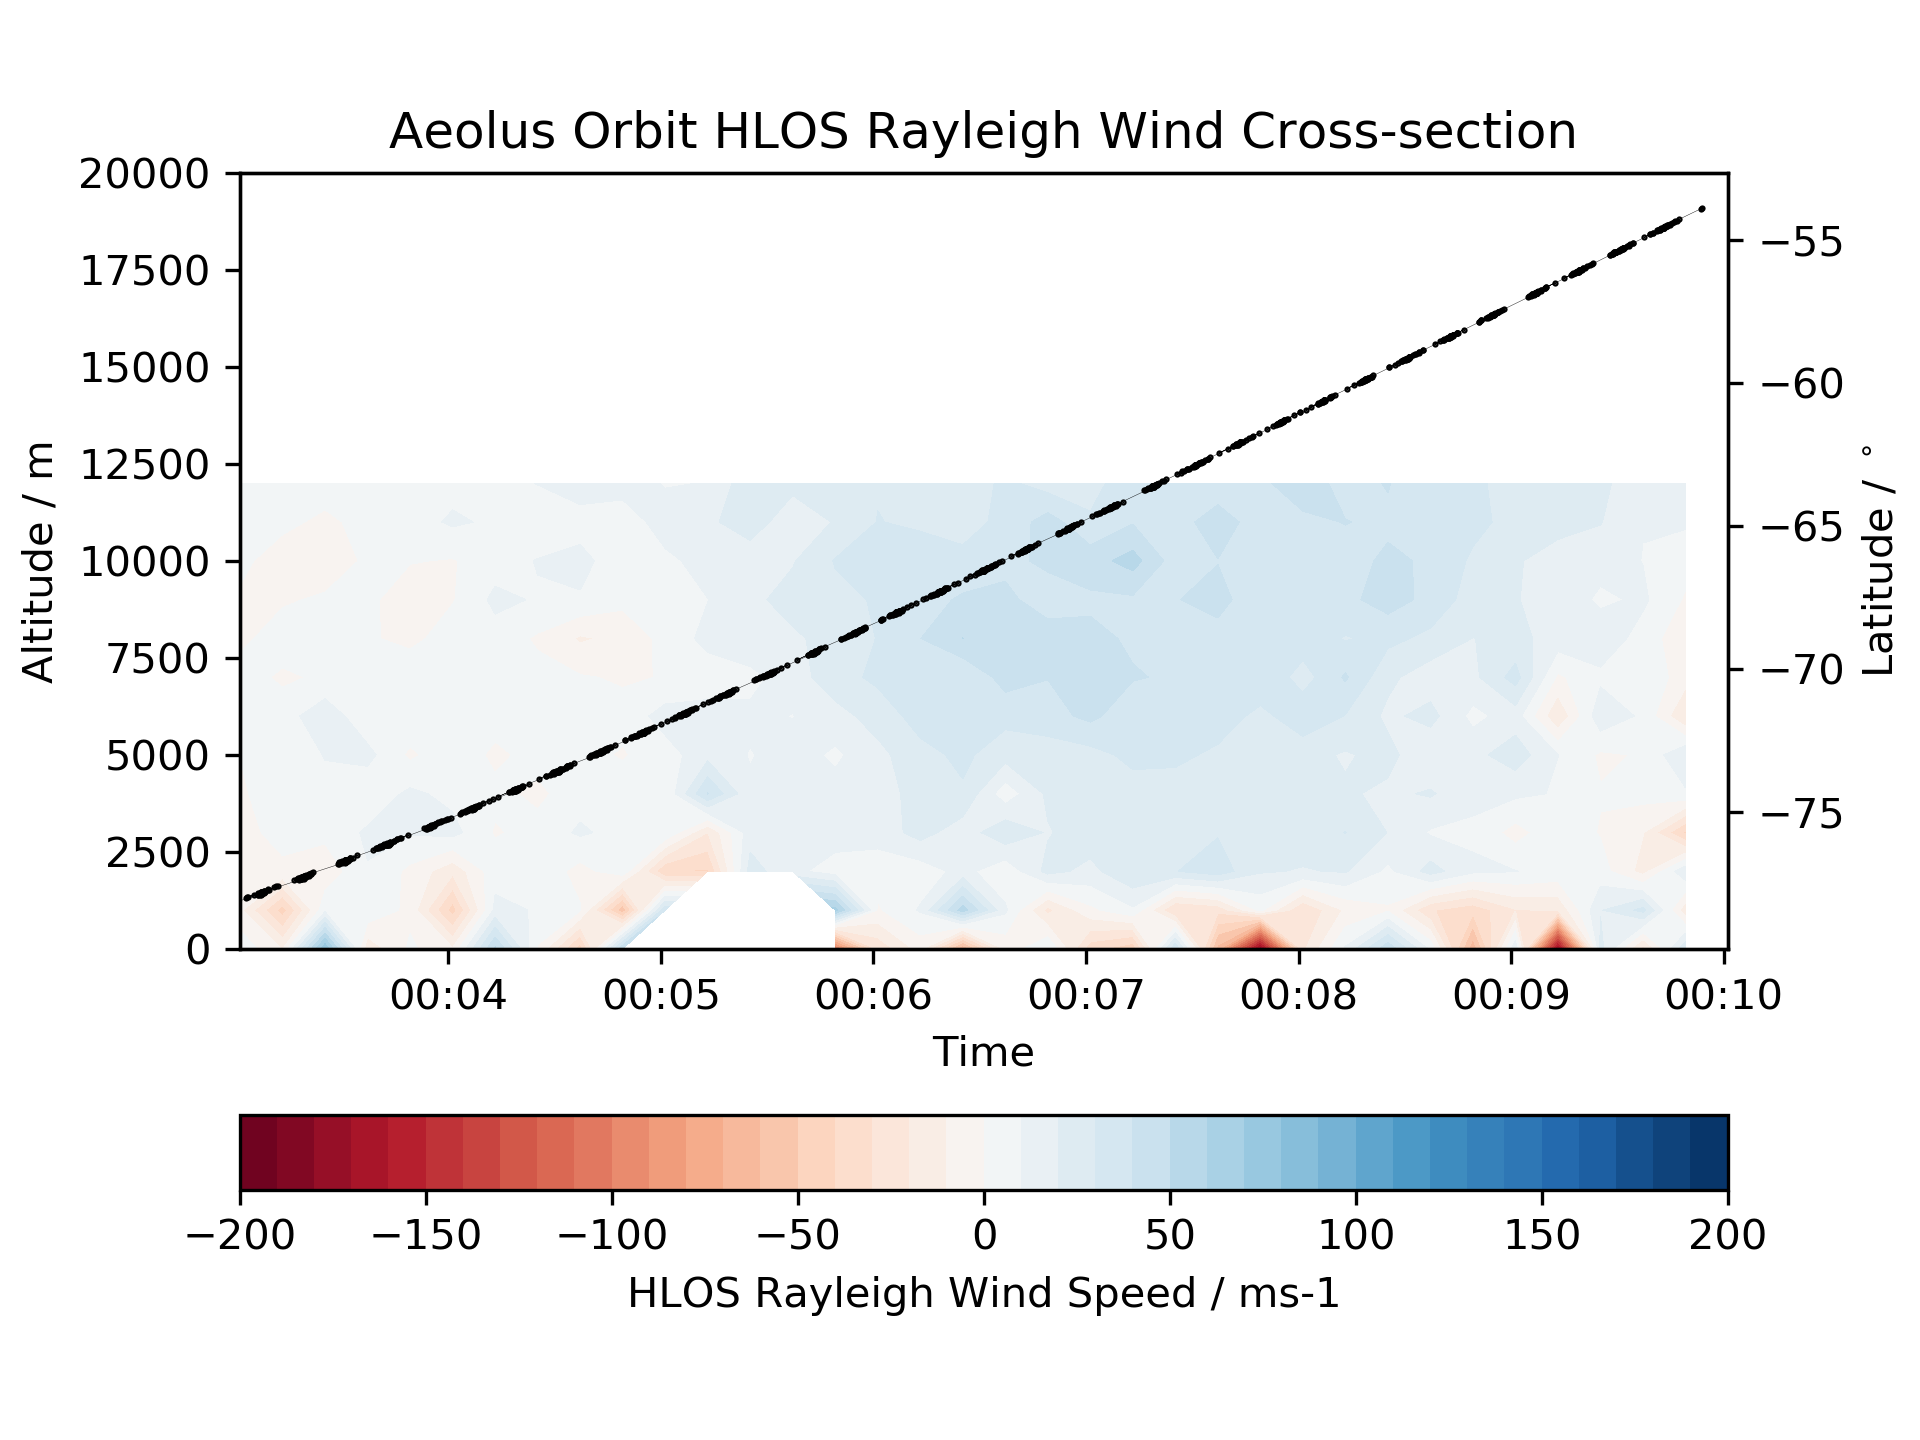 Aeolus Orbit HLOS Rayleigh Wind Cross-section
20000
17500
15000
12500
10000
7500
5000
2500
0
Altitude / m
−55
−60
−65
−70
−75
Latitude / °
00:04 00:05 00:06 00:07 00:08 00:09 00:10
Time
−200 −150 −100 −50 0 50 100 150 200
HLOS Rayleigh Wind Speed / ms-1